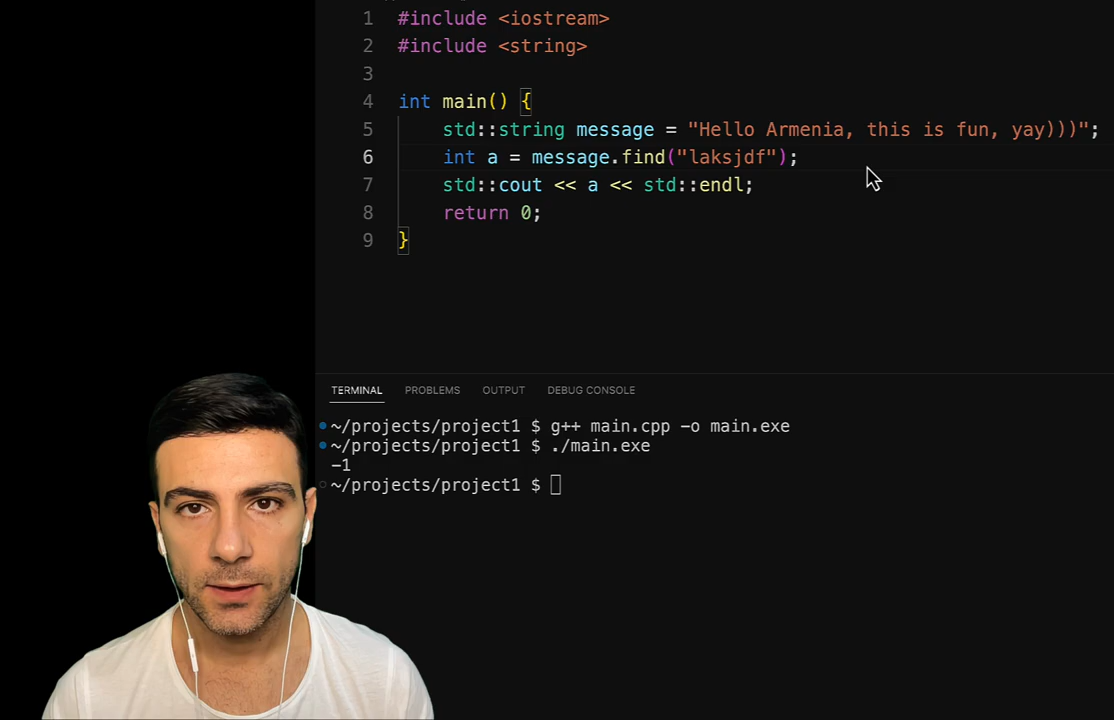 1 #include <iostream>
2 #include <string>
3
4 int main() {
5 std::string message = "Hello Armenia, this is fun, yay)))";
6 int a = message.find("laksjdf");
7 std::cout << a << std::endl;
8 return 0;
9 }
TERMINAL PROBLEMS OUTPUT DEBUG CONSOLE
~/projects/project1 $ g++ main.cpp -o main.exe
~/projects/project1 $ ./main.exe
-1
~/projects/project1 $